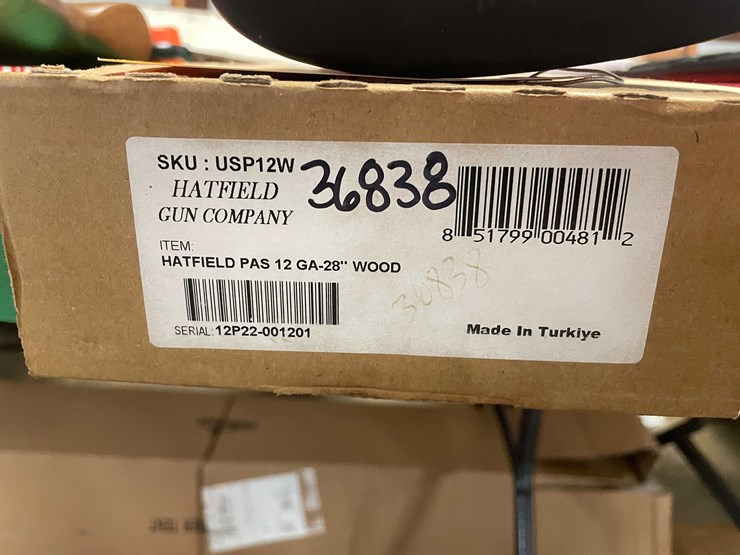 SKU : USP12W
36838
HATFIELD
GUN COMPANY
8 51799 00481 2
ITEM:
HATFIELD PAS 12 GA-28" WOOD
36838
SERIAL: 12P22-001201
Made In Turkiye